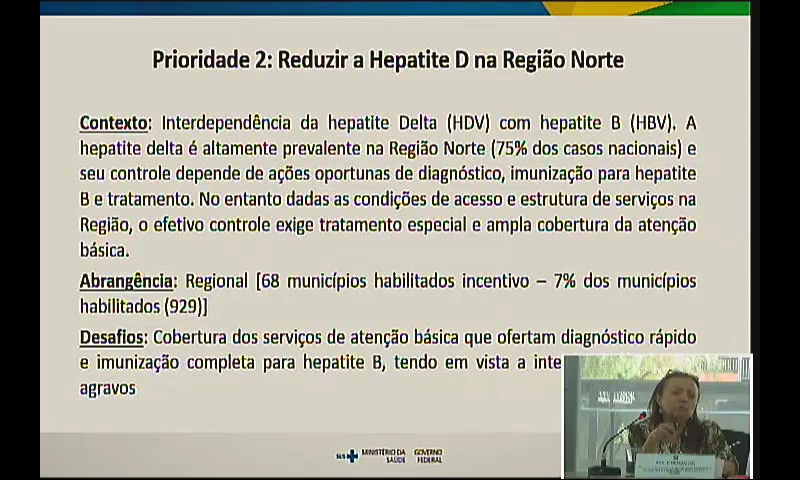 Prioridade 2: Reduzir a Hepatite D na Região Norte
Contexto: Interdependência da hepatite Delta (HDV) com hepatite B (HBV). A
hepatite delta é altamente prevalente na Região Norte (75% dos casos nacionais) e
seu controle depende de ações oportunas de diagnóstico, imunização para hepatite
B e tratamento. No entanto dadas as condições de acesso e estrutura de serviços na
Região, o efetivo controle exige tratamento especial e ampla cobertura da atenção
básica.
Abrangência: Regional [68 municípios habilitados incentivo – 7% dos municípios
habilitados (929)]
Desafios: Cobertura dos serviços de atenção básica que ofertam diagnóstico rápido
e imunização completa para hepatite B, tendo em vista a
agravos
SUS MINISTÉRIO DA SAÚDE GOVERNO FEDERAL